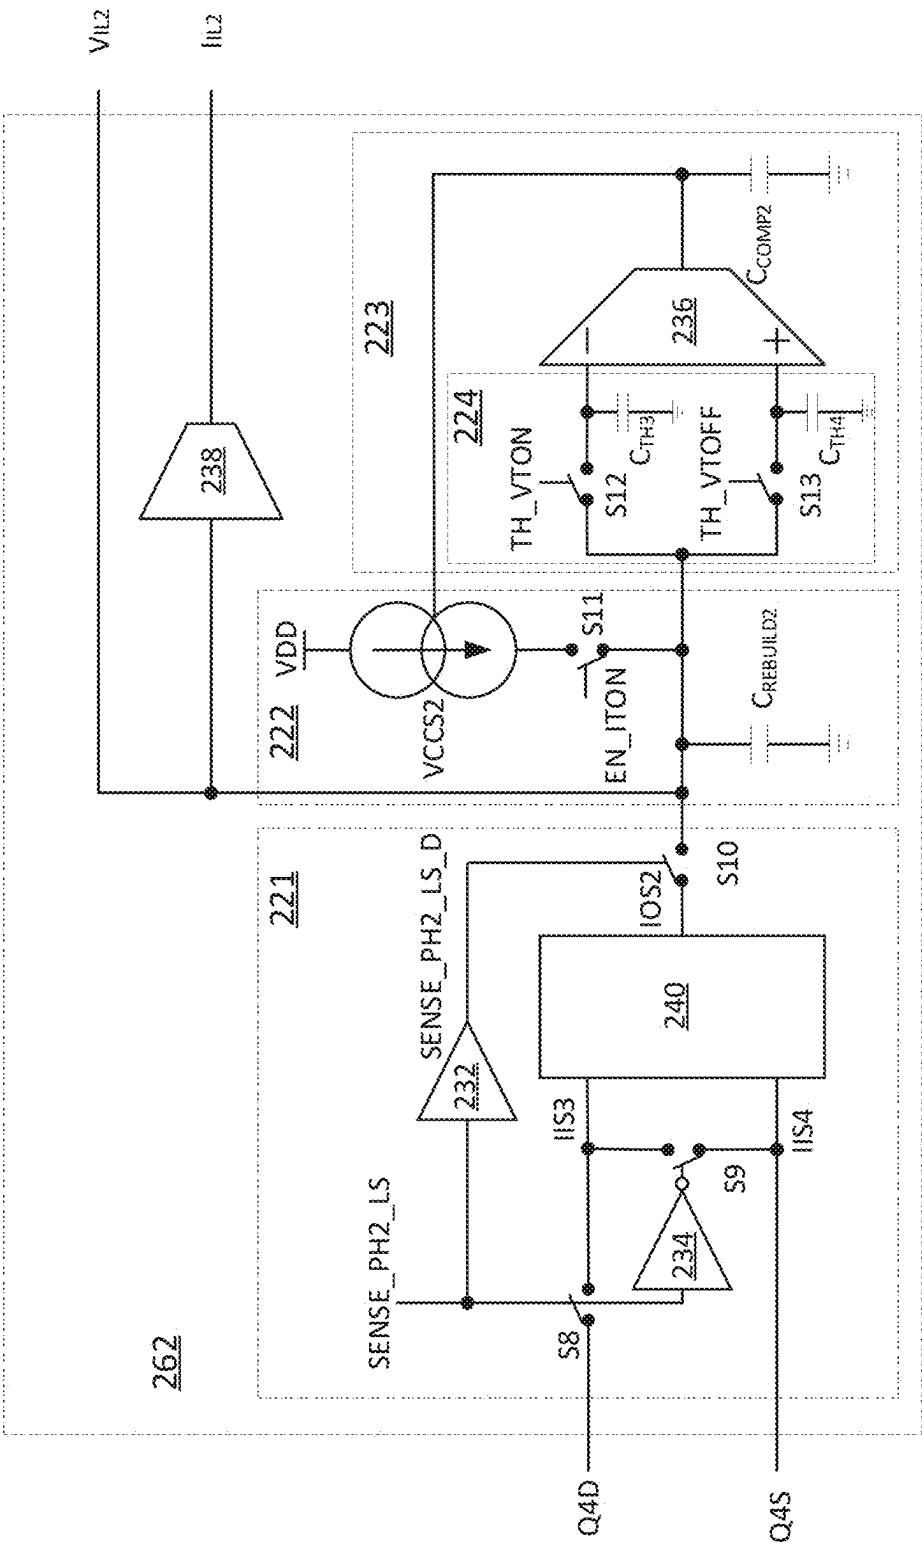 VIL2
IIL2
262
238
223
224
236
CCOMP2
TH_VTON
S12
CTH3
TH_VTOFF
S13
CTH4
222
VDD
VCCS2
S11
EN_ITON
CREBUILD2
221
SENSE_PH2_LS_D
232
IOS2
S10
240
IIS3
IIS4
SENSE_PH2_LS
234
S9
S8
Q4D
Q4S